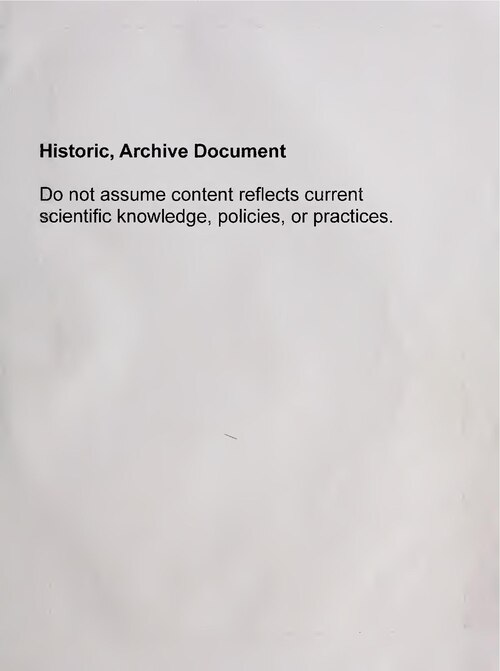 Historic, Archive Document
Do not assume content reflects current
scientific knowledge, policies, or practices.